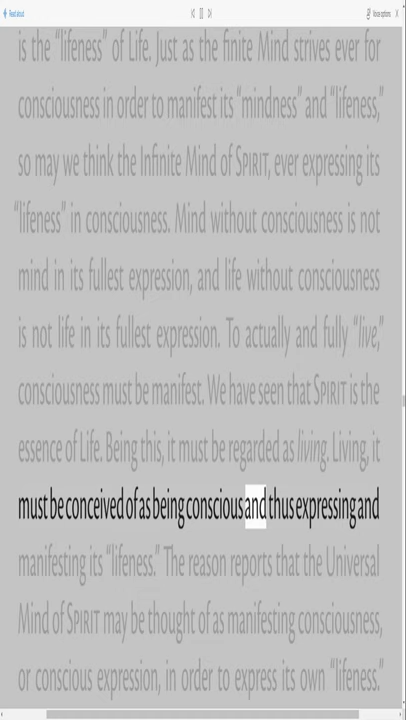 Read aloud
Voice options
is the “lifeness” of Life. Just as the finite Mind strives ever for
consciousness in order to manifest its “mindness” and “lifeness,”
so may we think the Infinite Mind of SPIRIT, ever expressing its
“lifeness” in consciousness. Mind without consciousness is not
mind in its fullest expression, and life without consciousness
is not life in its fullest expression. To actually and fully “live,”
consciousness must be manifest. We have seen that SPIRIT is the
essence of Life. Being this, it must be regarded as living. Living, it
must be conceived of as being conscious and thus expressing and
manifesting its “lifeness.” The reason reports that the Universal
Mind of SPIRIT may be thought of as manifesting consciousness,
or conscious expression, in order to express its own “lifeness.”